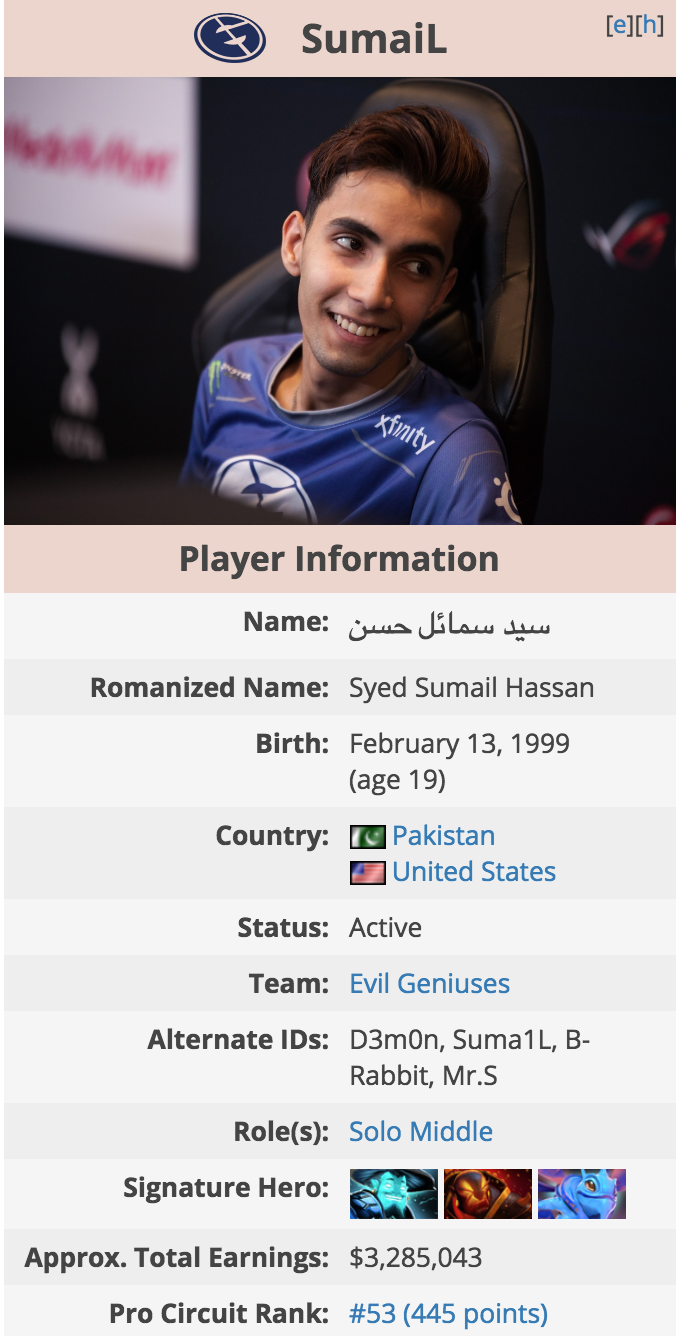 SumaiL
[e][h]
MONSTER
xfinity
Player Information
Name: سيد سمائل حسن
Romanized Name: Syed Sumail Hassan
Birth: February 13, 1999
(age 19)
Country: Pakistan
United States
Status: Active
Team: Evil Geniuses
Alternate IDs: D3m0n, Suma1L, B-
Rabbit, Mr.S
Role(s): Solo Middle
Signature Hero:
Approx. Total Earnings: $3,285,043
Pro Circuit Rank: #53 (445 points)